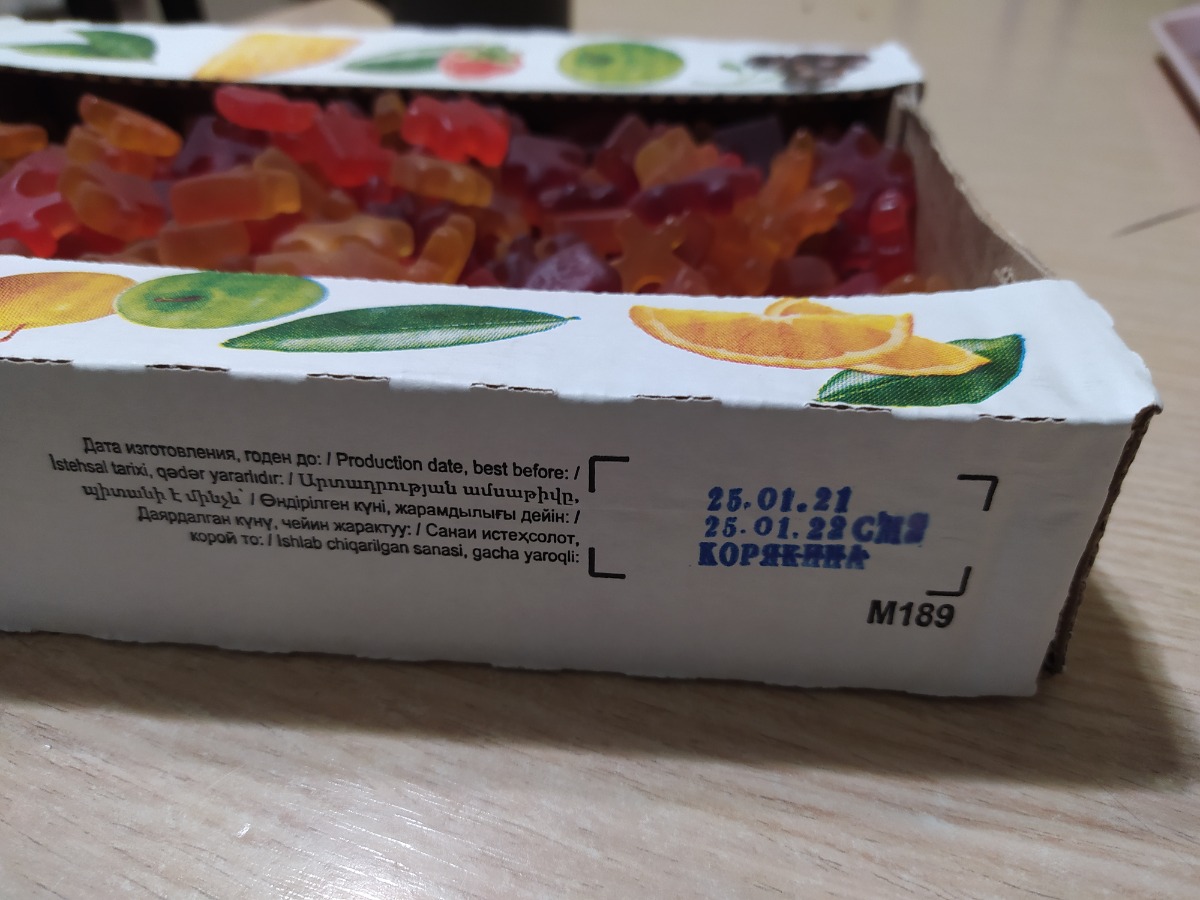 Дата изготовления, годен до: / Production date, best before: /
Istehsal tarixi, qədər yararlıdır: / Արտադրության ամսաթիվը,
պիտանի է մինչև՝ / Өндірілген күні, жарамдылығы дейін: /
Даярдалган күнү, чейин жарактуу: / Санаи истеҳсолот,
корой то: / Ishlab chiqarilgan sanasi, gacha yaroqli:
25.01.21
25.01.22
КОРЯКИНА
M189